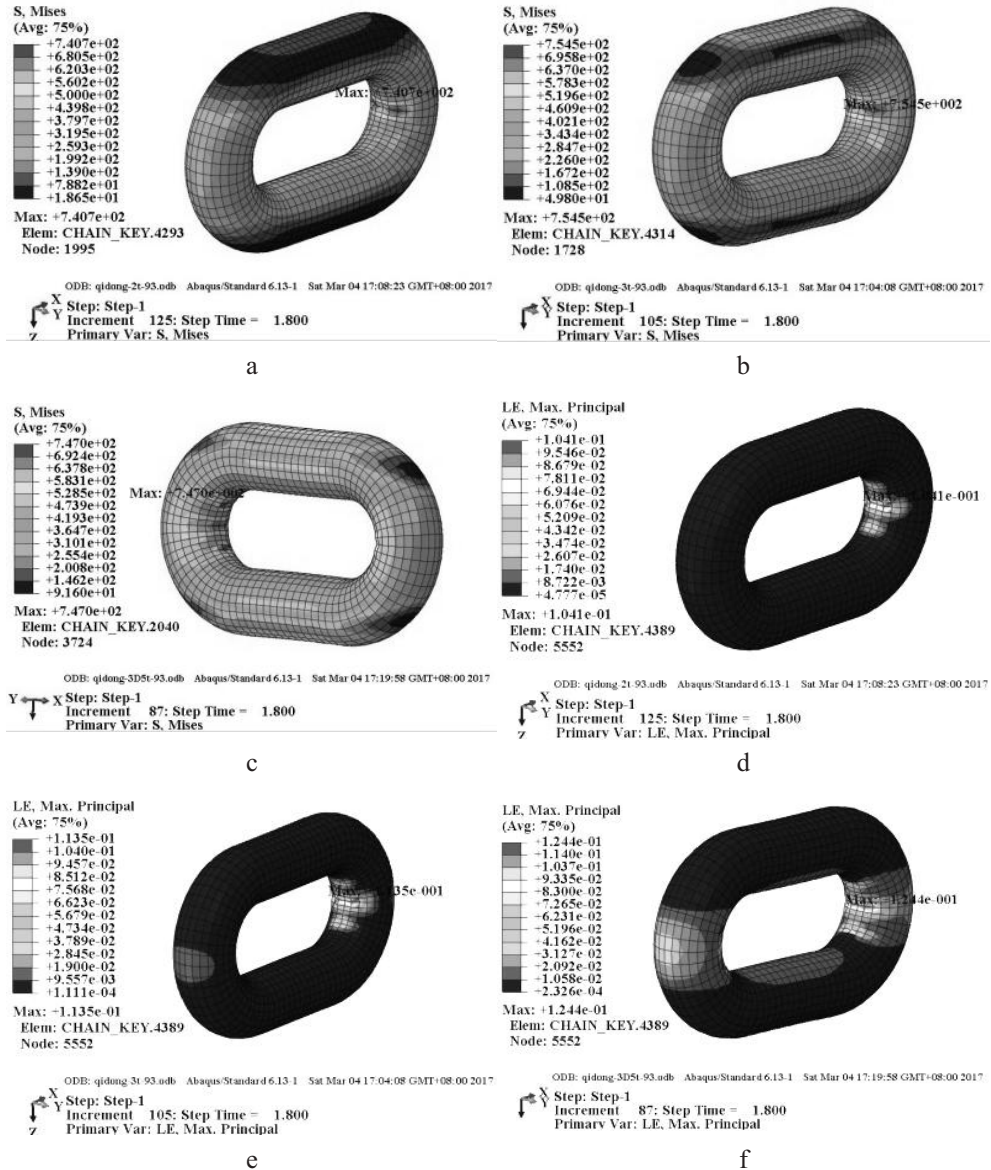 S, Mises
(Avg: 75%)
+7.407e+02
+6.805e+02
+6.203e+02
+5.602e+02
+5.000e+02
+4.398e+02
+3.797e+02
+3.195e+02
+2.593e+02
+1.992e+02
+1.390e+02
+7.882e+01
+1.865e+01
Max: +7.407e+002
Max: +7.407e+02
Elem: CHAIN_KEY.4293
Node: 1995
ODB: qidong-2t-93.odb Abaqus/Standard 6.13-1 Sat Mar 04 17:08:23 GMT+08:00 2017
X
Y
Z
Step: Step-1
Increment 125: Step Time = 1.800
Primary Var: S, Mises
a
S, Mises
(Avg: 75%)
+7.545e+02
+6.958e+02
+6.370e+02
+5.783e+02
+5.196e+02
+4.609e+02
+4.021e+02
+3.434e+02
+2.847e+02
+2.260e+02
+1.672e+02
+1.085e+02
+4.980e+01
Max: +7.545e+002
Max: +7.545e+02
Elem: CHAIN_KEY.4314
Node: 1728
ODB: qidong-3t-93.odb Abaqus/Standard 6.13-1 Sat Mar 04 17:04:08 GMT+08:00 2017
X
Y
Z
Step: Step-1
Increment 105: Step Time = 1.800
Primary Var: S, Mises
b
S, Mises
(Avg: 75%)
+7.470e+02
+6.924e+02
+6.378e+02
+5.831e+02
+5.285e+02
+4.739e+02
+4.193e+02
+3.647e+02
+3.101e+02
+2.554e+02
+2.008e+02
+1.462e+02
+9.160e+01
Max: +7.470e+002
Max: +7.470e+02
Elem: CHAIN_KEY.2040
Node: 3724
ODB: qidong-3D5t-93.odb Abaqus/Standard 6.13-1 Sat Mar 04 17:19:58 GMT+08:00 2017
Y
X
Step: Step-1
Increment 87: Step Time = 1.800
Primary Var: S, Mises
c
LE, Max. Principal
(Avg: 75%)
+1.041e-01
+9.546e-02
+8.679e-02
+7.811e-02
+6.944e-02
+6.076e-02
+5.209e-02
+4.342e-02
+3.474e-02
+2.607e-02
+1.740e-02
+8.722e-03
+4.777e-05
Max: +1.041e-01
Elem: CHAIN_KEY.4389
Node: 5552
ODB: qidong-2t-93.odb Abaqus/Standard 6.13-1 Sat Mar 04 17:08:23 GMT+08:00 2017
X
Y
Z
Step: Step-1
Increment 125: Step Time = 1.800
Primary Var: LE, Max. Principal
d
LE, Max. Principal
(Avg: 75%)
+1.135e-01
+1.040e-01
+9.457e-02
+8.512e-02
+7.568e-02
+6.623e-02
+5.679e-02
+4.734e-02
+3.789e-02
+2.845e-02
+1.900e-02
+9.557e-03
+1.111e-04
Max: +1.135e-01
Elem: CHAIN_KEY.4389
Node: 5552
ODB: qidong-3t-93.odb Abaqus/Standard 6.13-1 Sat Mar 04 17:04:08 GMT+08:00 2017
X
Y
Z
Step: Step-1
Increment 105: Step Time = 1.800
Primary Var: LE, Max. Principal
e
LE, Max. Principal
(Avg: 75%)
+1.244e-01
+1.140e-01
+1.037e-01
+9.335e-02
+8.300e-02
+7.265e-02
+6.231e-02
+5.196e-02
+4.162e-02
+3.127e-02
+2.092e-02
+1.058e-02
+2.326e-04
Max: +1.244e-01
Elem: CHAIN_KEY.4389
Node: 5552
ODB: qidong-3D5t-93.odb Abaqus/Standard 6.13-1 Sat Mar 04 17:19:58 GMT+08:00 2017
X
Y
Z
Step: Step-1
Increment 87: Step Time = 1.800
Primary Var: LE, Max. Principal
f